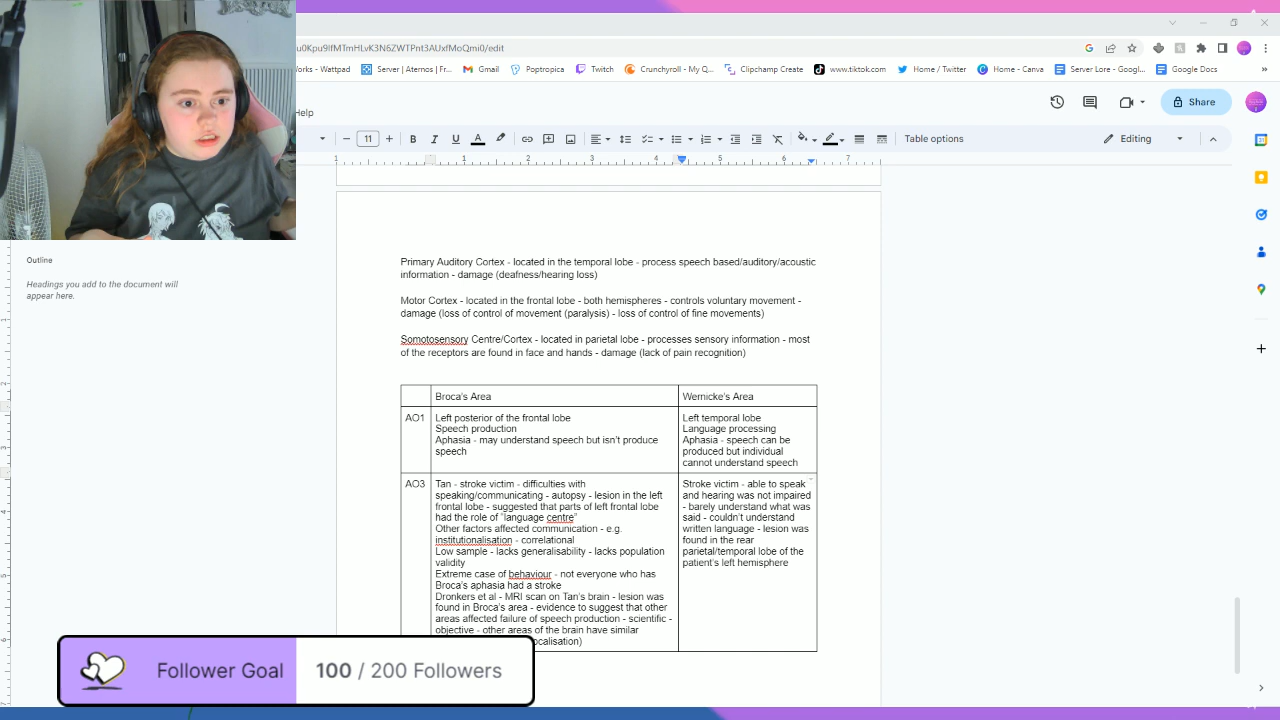 u0Kpu9IfMTmHLvK3N6ZWTPnt3AUxfMoQmi0/edit
orks - Wattpad
Server | Aternos | Fr...
Gmail
Poptropica
Twitch
Crunchyroll - My Q...
Clipchamp Create
www.tiktok.com
Home / Twitter
Home - Canva
Server Lore - Googl...
Google Docs
Help
Share
11
Table options
Editing
1 1 2 3 4 5 6 7
Outline
Headings you add to the document will
appear here.
Primary Auditory Cortex - located in the temporal lobe - process speech based/auditory/acoustic
information - damage (deafness/hearing loss)
Motor Cortex - located in the frontal lobe - both hemispheres - controls voluntary movement -
damage (loss of control of movement (paralysis) - loss of control of fine movements)
Somotosensory Centre/Cortex - located in parietal lobe - processes sensory information - most
of the receptors are found in face and hands - damage (lack of pain recognition)
Broca's Area
Wernicke's Area
AO1
Left posterior of the frontal lobe
Speech production
Aphasia - may understand speech but isn't produce
speech
Left temporal lobe
Language processing
Aphasia - speech can be
produced but individual
cannot understand speech
AO3
Tan - stroke victim - difficulties with
speaking/communicating - autopsy - lesion in the left
frontal lobe - suggested that parts of left frontal lobe
had the role of "language centre"
Other factors affected communication - e.g.
institutionalisation - correlational
Low sample - lacks generalisability - lacks population
validity
Extreme case of behaviour - not everyone who has
Broca's aphasia had a stroke
Dronkers et al - MRI scan on Tan's brain - lesion was
found in Broca's area - evidence to suggest that other
areas affected failure of speech production - scientific -
objective - other areas of the brain have similar
ocalisation)
Stroke victim - able to speak
and hearing was not impaired
- barely understand what was
said - couldn't understand
written language - lesion was
found in the rear
parietal/temporal lobe of the
patient's left hemisphere
Follower Goal
100 / 200 Followers